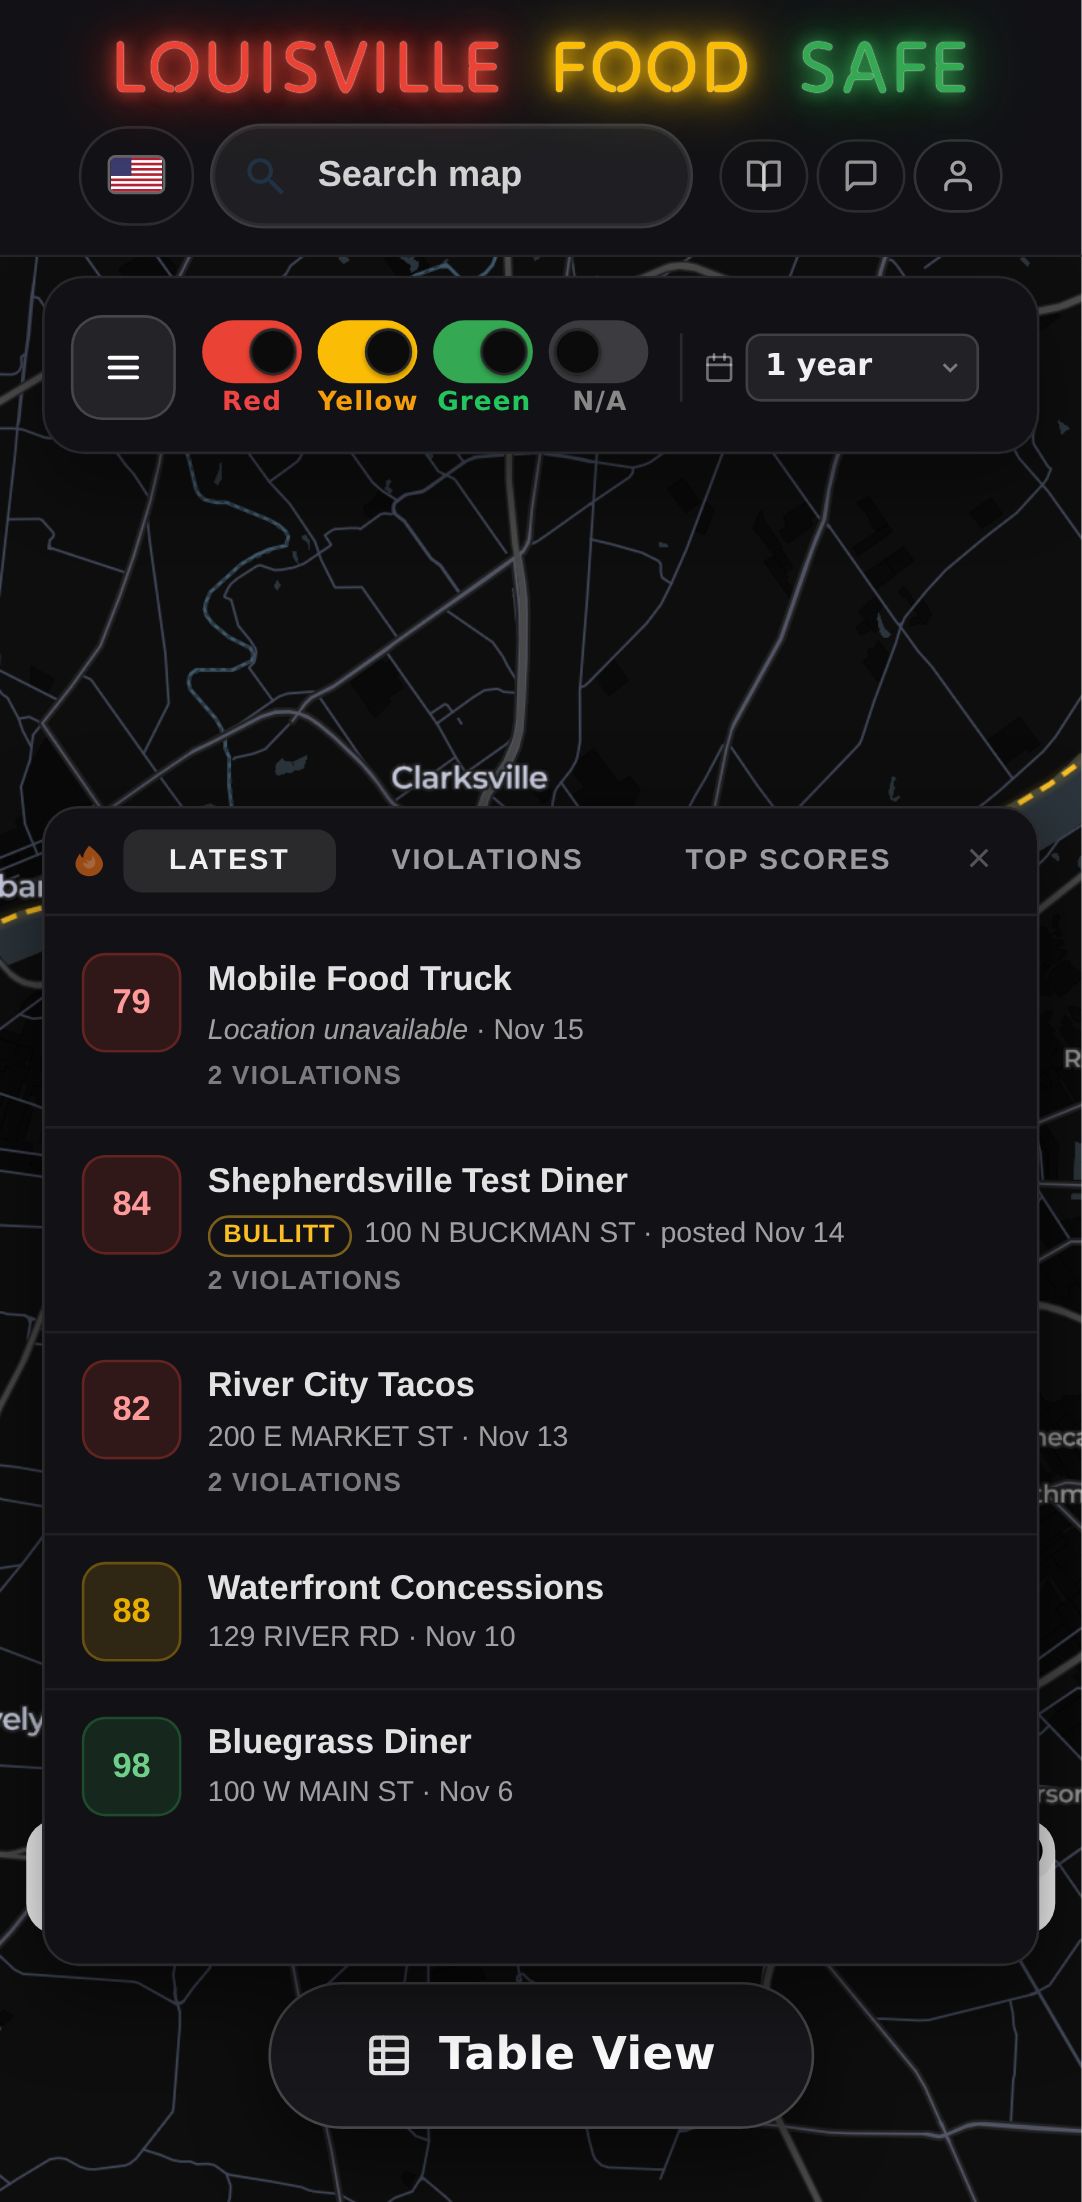 LOUISVILLE FOOD SAFE
Search map
Red Yellow Green N/A
1 year
Clarksville
LATEST VIOLATIONS TOP SCORES
79
Mobile Food Truck
Location unavailable · Nov 15
2 VIOLATIONS
84
Shepherdsville Test Diner
BULLITT 100 N BUCKMAN ST · posted Nov 14
2 VIOLATIONS
82
River City Tacos
200 E MARKET ST · Nov 13
2 VIOLATIONS
88
Waterfront Concessions
129 RIVER RD · Nov 10
98
Bluegrass Diner
100 W MAIN ST · Nov 6
Table View